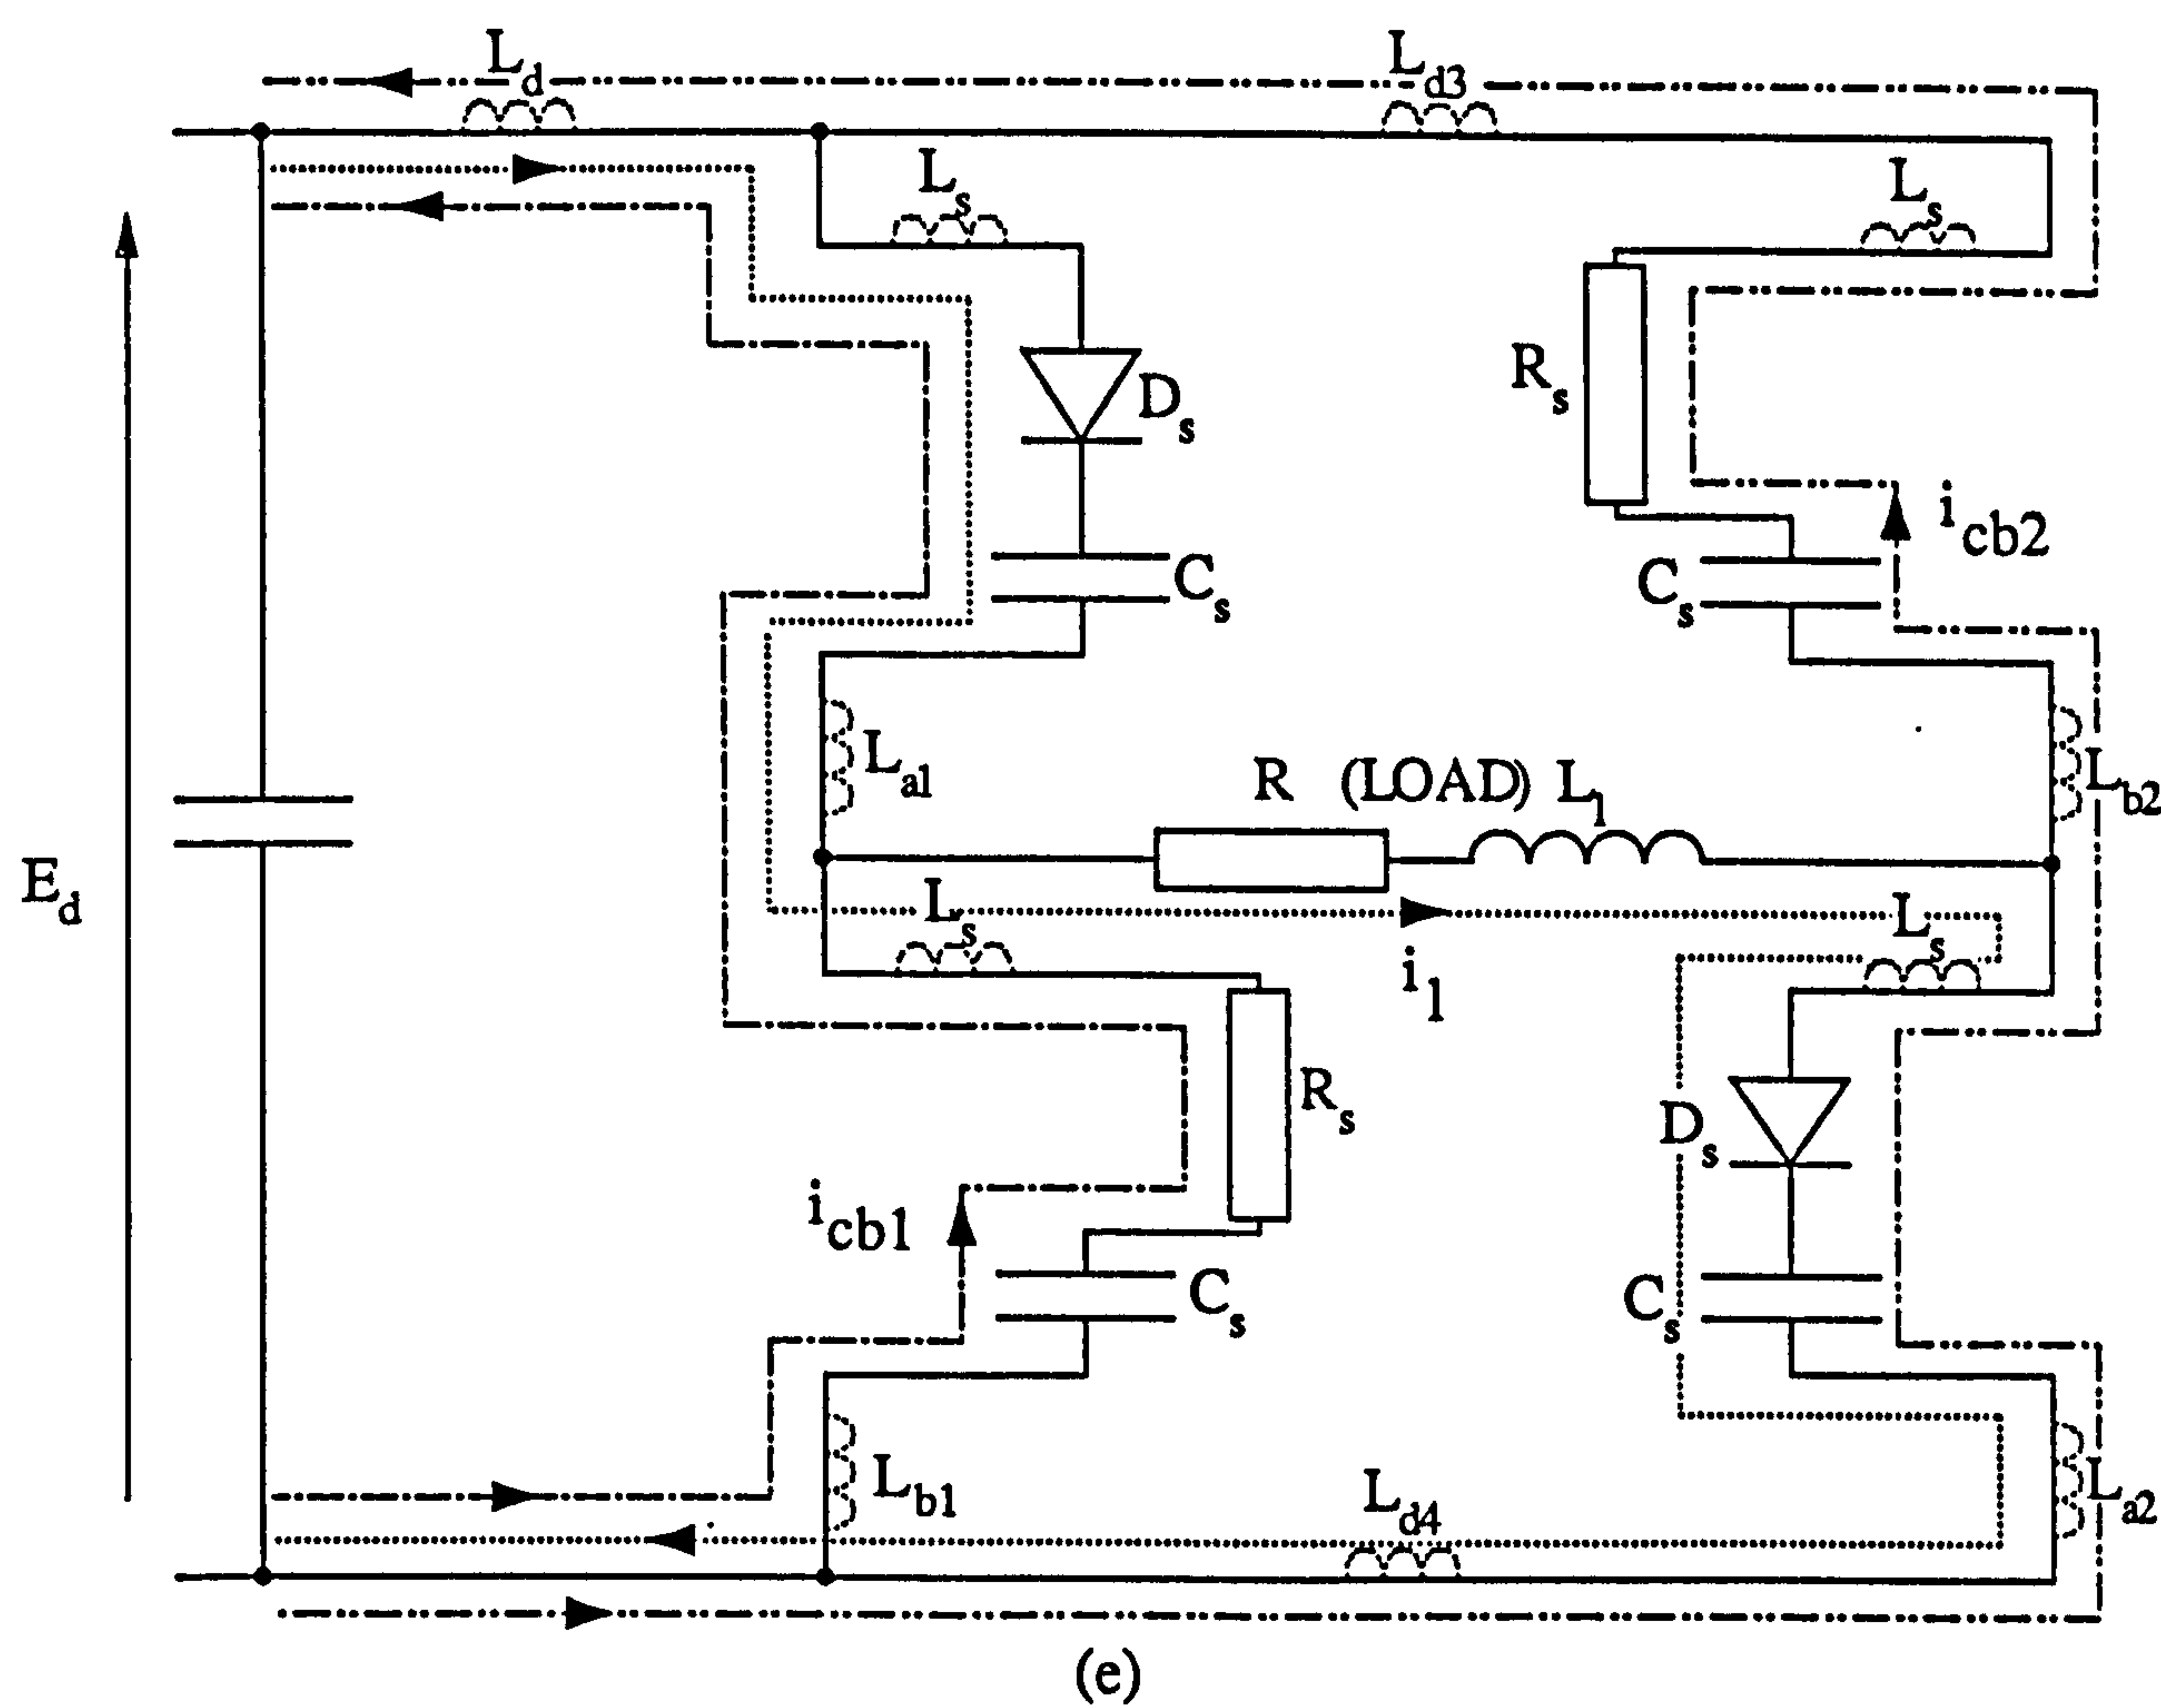 L_d
L_d3
L_s
L_s
D_s
R_s
i_cb2
C_s
C_s
L_a1
R (LOAD) L_l
L_b2
E_d
L_s
L_s
i_l
R_s
D_s
i_cb1
C_s
C_s
L_b1
L_d4
L_a2
(e)